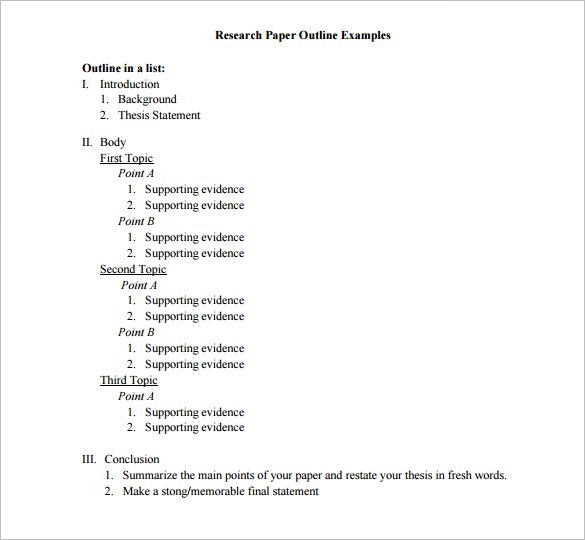 Research Paper Outline Examples
Outline in a list:
I. Introduction
1. Background
2. Thesis Statement
II. Body
First Topic
Point A
1. Supporting evidence
2. Supporting evidence
Point B
1. Supporting evidence
2. Supporting evidence
Second Topic
Point A
1. Supporting evidence
2. Supporting evidence
Point B
1. Supporting evidence
2. Supporting evidence
Third Topic
Point A
1. Supporting evidence
2. Supporting evidence
III. Conclusion
1. Summarize the main points of your paper and restate your thesis in fresh words.
2. Make a stong/memorable final statement